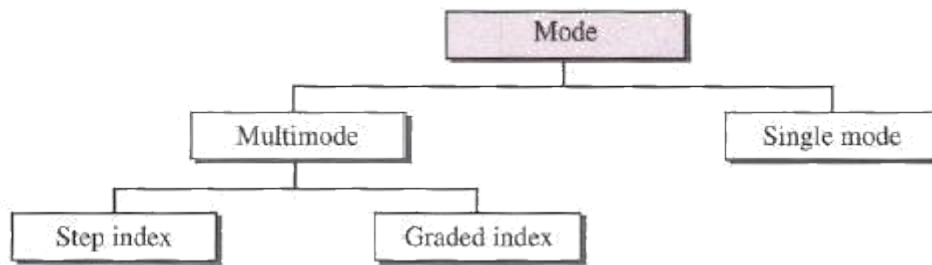 Mode
Multimode
Single mode
Step index
Graded index